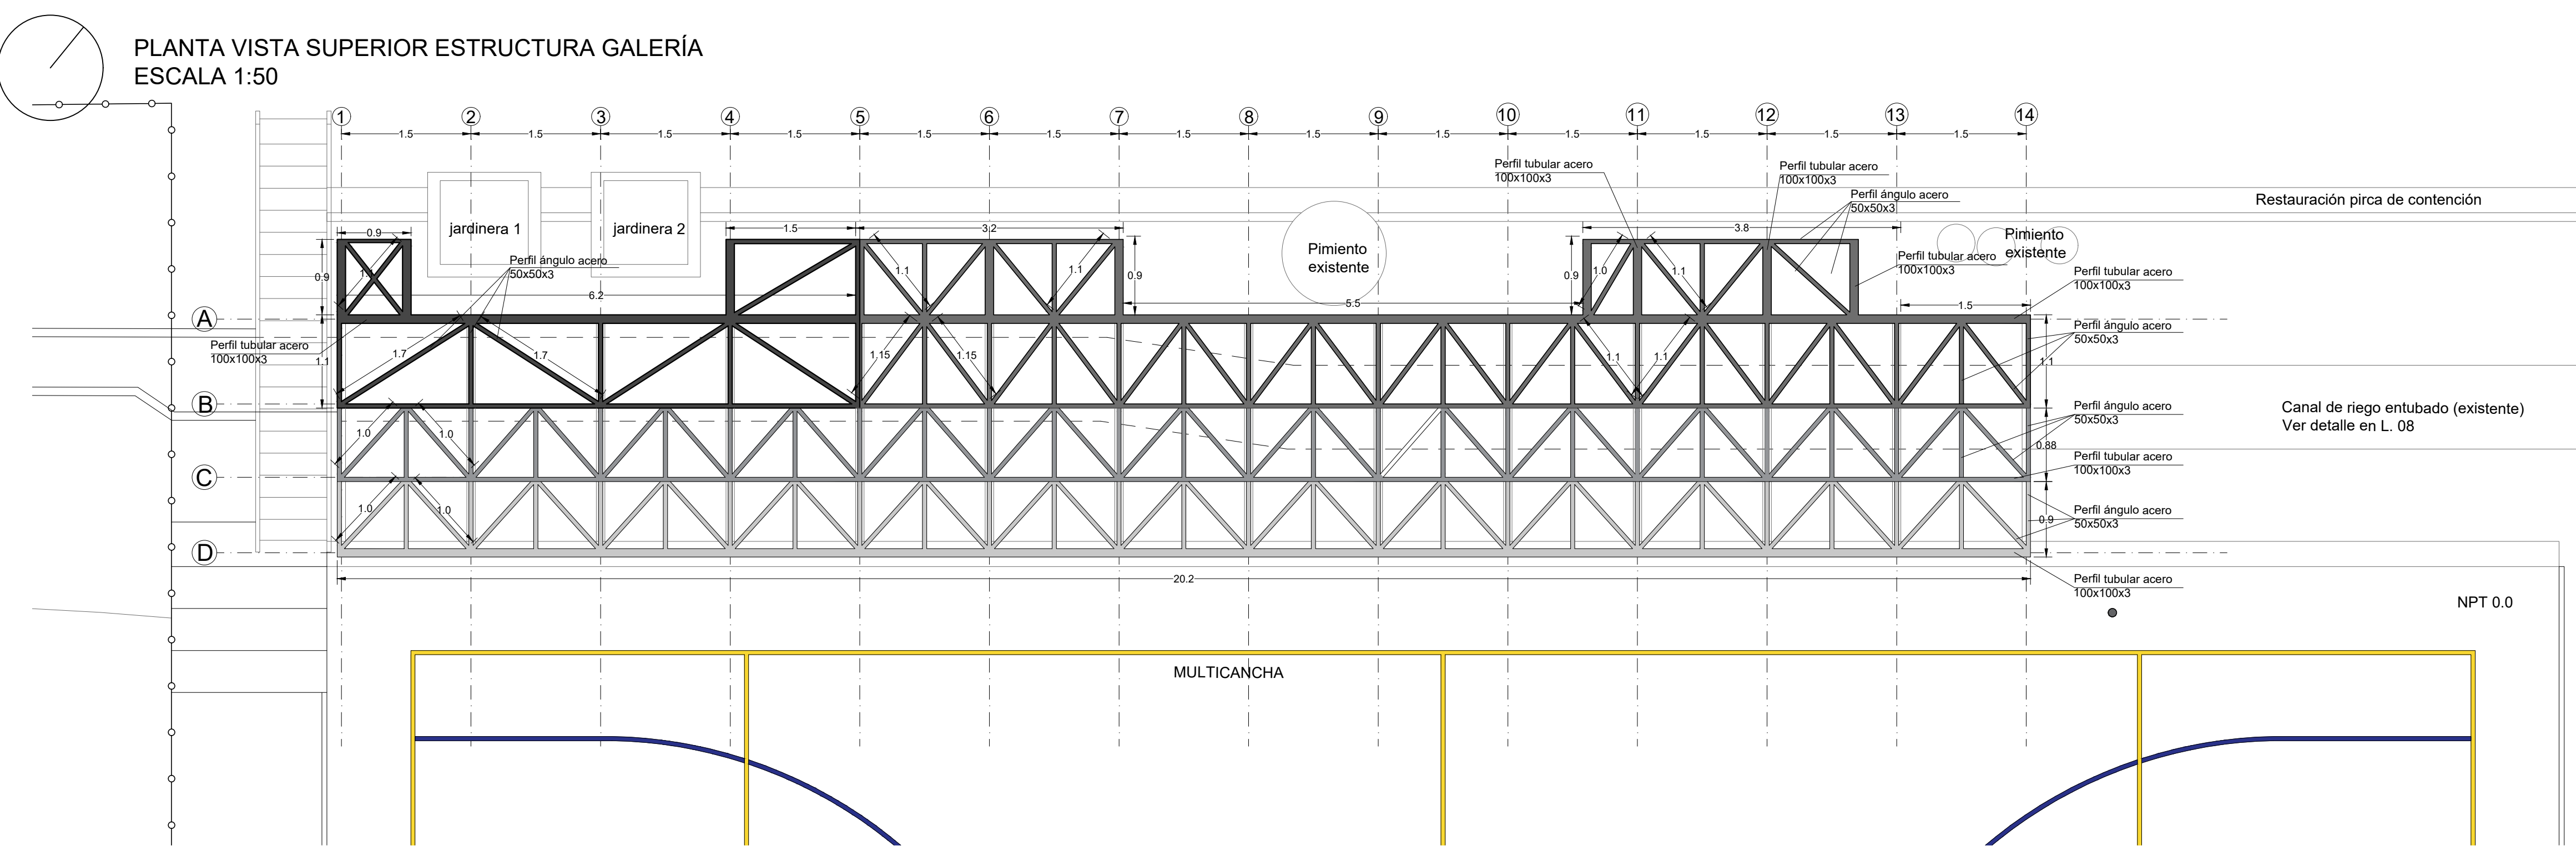 PLANTA VISTA SUPERIOR ESTRUCTURA GALERÍA
ESCALA 1:50
1 2 3 4 5 6 7 8 9 10 11 12 13 14
1.5 1.5 1.5 1.5 1.5 1.5 1.5 1.5 1.5 1.5 1.5 1.5 1.5
Perfil tubular acero
100x100x3
Perfil tubular acero
100x100x3
Perfil ángulo acero
50x50x3
Restauración pirca de contención
jardinera 1
jardinera 2
0.9
1.5
3.2
3.8
Pimiento
existente
Pimiento
existente
Perfil tubular acero
100x100x3
Perfil ángulo acero
50x50x3
0.9
1.1
1.1
1.1
0.9
0.9
1.0
1.1
Perfil tubular acero
100x100x3
6.2
5.5
1.5
A
Perfil ángulo acero
50x50x3
Perfil tubular acero
100x100x3
1.1
1.7
1.7
1.15
1.15
1.1
1.1
1.1
B
Perfil ángulo acero
50x50x3
Canal de riego entubado (existente)
Ver detalle en L. 08
1.0
1.0
0.88
Perfil tubular acero
100x100x3
C
1.0
1.0
Perfil ángulo acero
50x50x3
0.9
D
20.2
Perfil tubular acero
100x100x3
NPT 0.0
MULTICANCHA